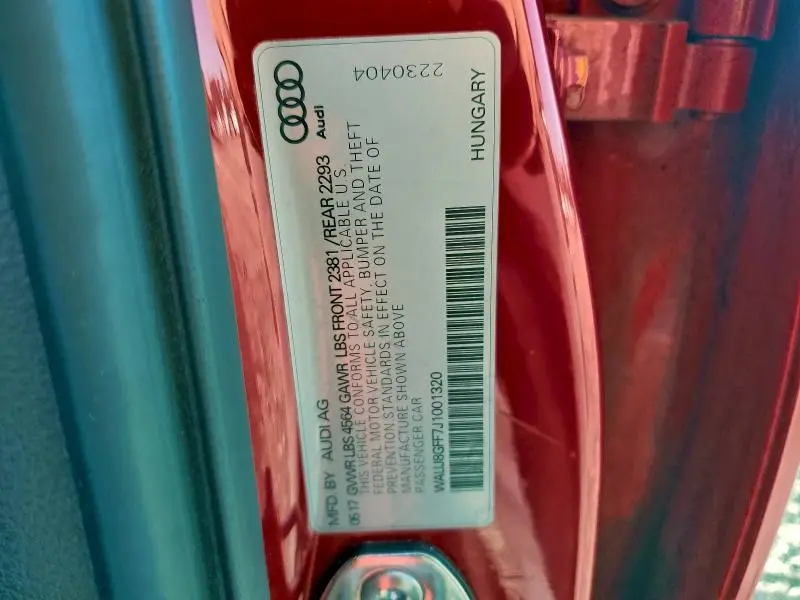 MFD. BY AUDI AG
Audi
05 17 GVWR LBS 4564 GAWR LBS FRONT 2381 /REAR 2293
THIS VEHICLE CONFORMS TO ALL APPLICABLE U.S.
FEDERAL MOTOR VEHICLE SAFETY, BUMPER AND THEFT
PREVENTION STANDARDS IN EFFECT ON THE DATE OF
MANUFACTURE SHOWN ABOVE
2230404
PASSENGER CAR
WAUJ8GFF7J1001320
HUNGARY